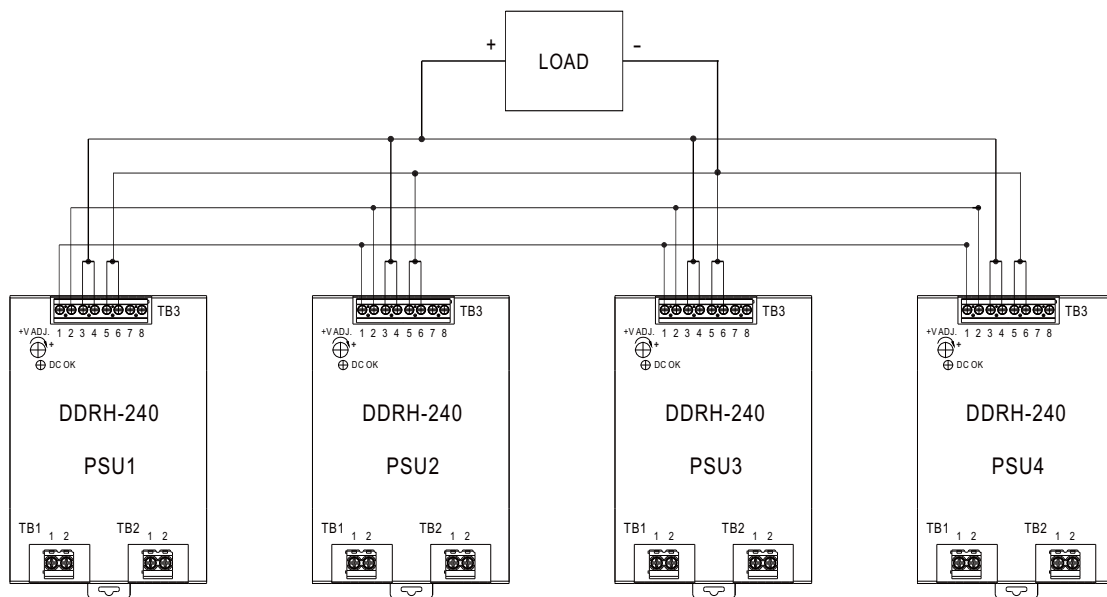 + LOAD -
TB3 TB3 TB3 TB3
1 2 3 4 5 6 7 8 1 2 3 4 5 6 7 8 1 2 3 4 5 6 7 8 1 2 3 4 5 6 7 8
+V ADJ. +V ADJ. +V ADJ. +V ADJ.
+ + + +
DC OK DC OK DC OK DC OK
DDRH-240 DDRH-240 DDRH-240 DDRH-240
PSU1 PSU2 PSU3 PSU4
TB1 1 2 TB2 1 2 TB1 1 2 TB2 1 2 TB1 1 2 TB2 1 2 TB1 1 2 TB2 1 2